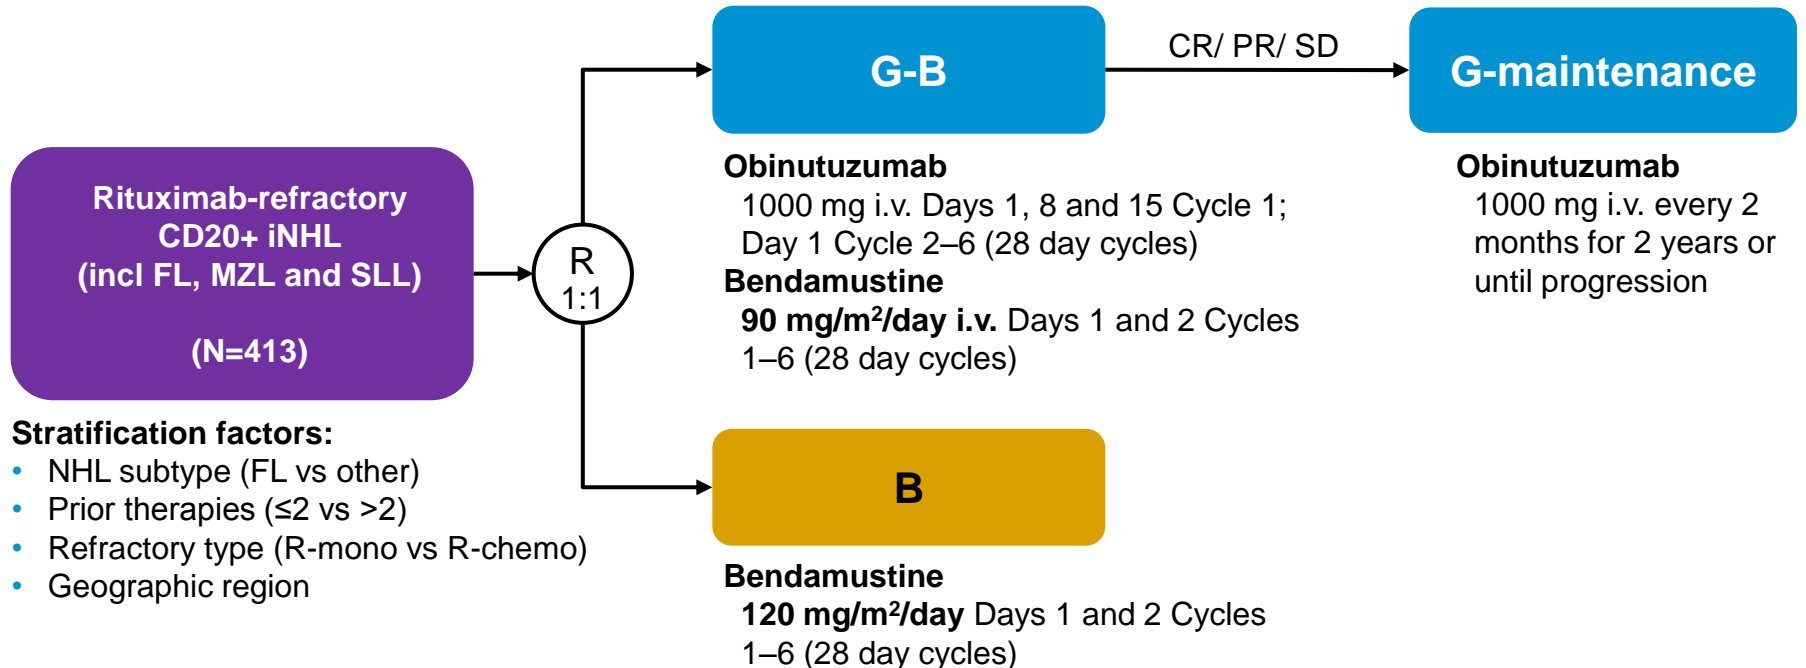 Rituximab-refractory
CD20+ iNHL
(incl FL, MZL and SLL)
(N=413)
Stratification factors:
• NHL subtype (FL vs other)
• Prior therapies (≤2 vs >2)
• Refractory type (R-mono vs R-chemo)
• Geographic region
R
1:1
G-B
Obinutuzumab
1000 mg i.v. Days 1, 8 and 15 Cycle 1;
Day 1 Cycle 2–6 (28 day cycles)
Bendamustine
90 mg/m²/day i.v. Days 1 and 2 Cycles
1–6 (28 day cycles)
CR/ PR/ SD
G-maintenance
Obinutuzumab
1000 mg i.v. every 2
months for 2 years or
until progression
B
Bendamustine
120 mg/m²/day Days 1 and 2 Cycles
1–6 (28 day cycles)